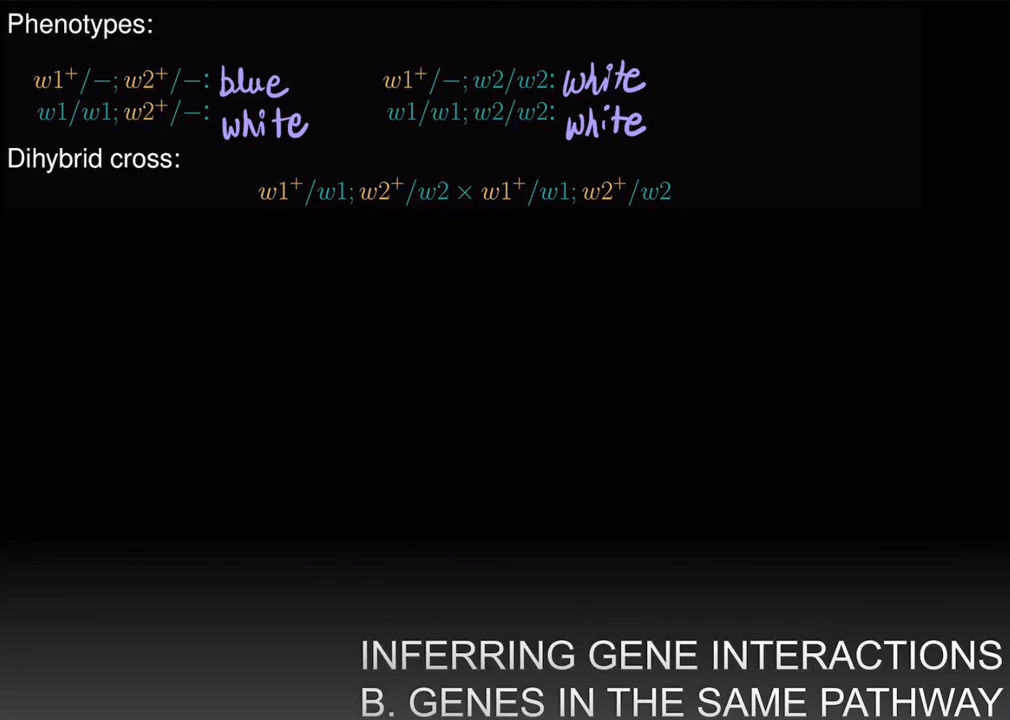 Phenotypes:
w1⁺/−; w2⁺/−: blue w1⁺/−; w2/w2: white
w1/w1; w2⁺/−: white w1/w1; w2/w2: white
Dihybrid cross:
w1⁺/w1; w2⁺/w2 × w1⁺/w1; w2⁺/w2
INFERRING GENE INTERACTIONS
B. GENES IN THE SAME PATHWAY